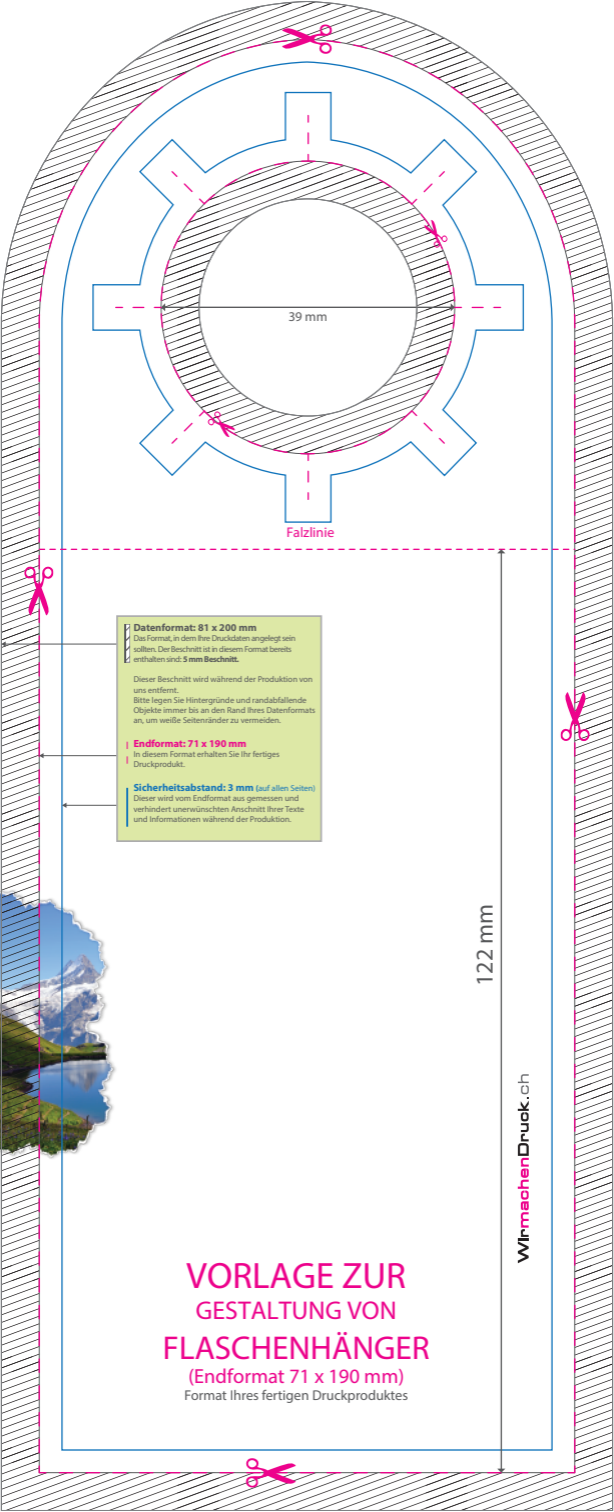 39 mm
Falzlinie
Datenformat: 81 x 200 mm
Das Format, in dem Ihre Druckdaten angelegt sein
sollten. Der Beschnitt ist in diesem Format bereits
enthalten sind: 5 mm Beschnitt.
Dieser Beschnitt wird während der Produktion von
uns entfernt.
Bitte legen Sie Hintergründe und randabfallende
Objekte immer bis an den Rand Ihres Datenformats
an, um weiße Seitenränder zu vermeiden.
Endformat: 71 x 190 mm
In diesem Format erhalten Sie Ihr fertiges
Druckprodukt.
Sicherheitsabstand: 3 mm (auf allen Seiten)
Dieser wird vom Endformat aus gemessen und
verhindert unerwünschten Anschnitt Ihrer Texte
und Informationen während der Produktion.
122 mm
WIrmachenDruck.ch
VORLAGE ZUR
GESTALTUNG VON
FLASCHENHÄNGER
(Endformat 71 x 190 mm)
Format Ihres fertigen Druckproduktes